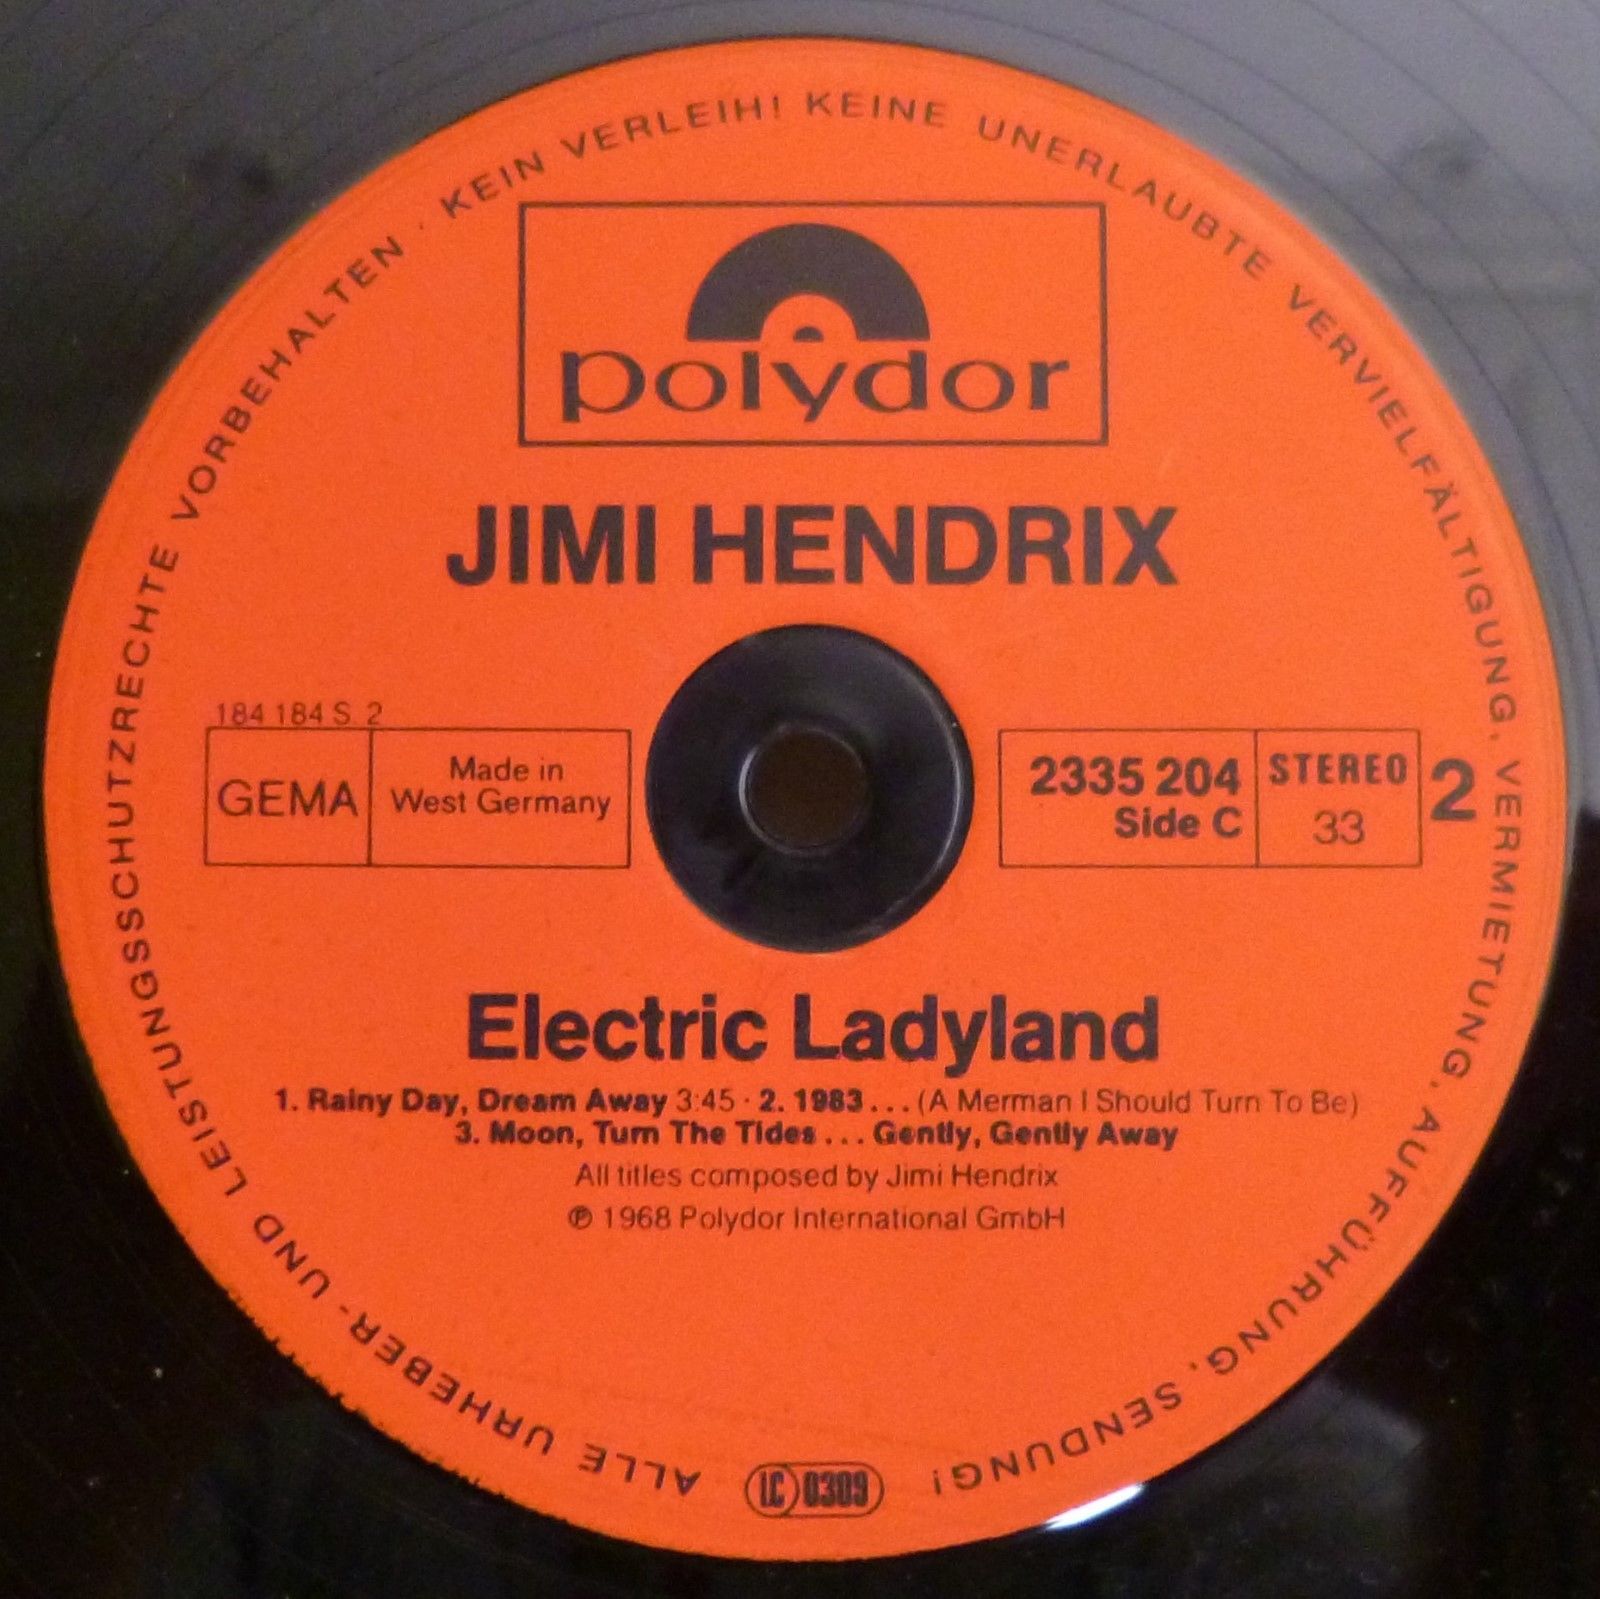 ALLE URHEBER- UND LEISTUNGSSCHUTZRECHTE VORBEHALTEN · KEIN VERLEIH! KEINE UNERLAUBTE VERVIELFÄLTIGUNG, VERMIETUNG, AUFFÜHRUNG, SENDUNG!
polydor
JIMI HENDRIX
184 184 S 2
GEMA
Made in
West Germany
2335 204
Side C
STEREO
33
2
Electric Ladyland
1. Rainy Day, Dream Away 3:45 · 2. 1983... (A Merman I Should Turn To Be)
3. Moon, Turn The Tides... Gently, Gently Away
All titles composed by Jimi Hendrix
℗ 1968 Polydor International GmbH
LC 0309